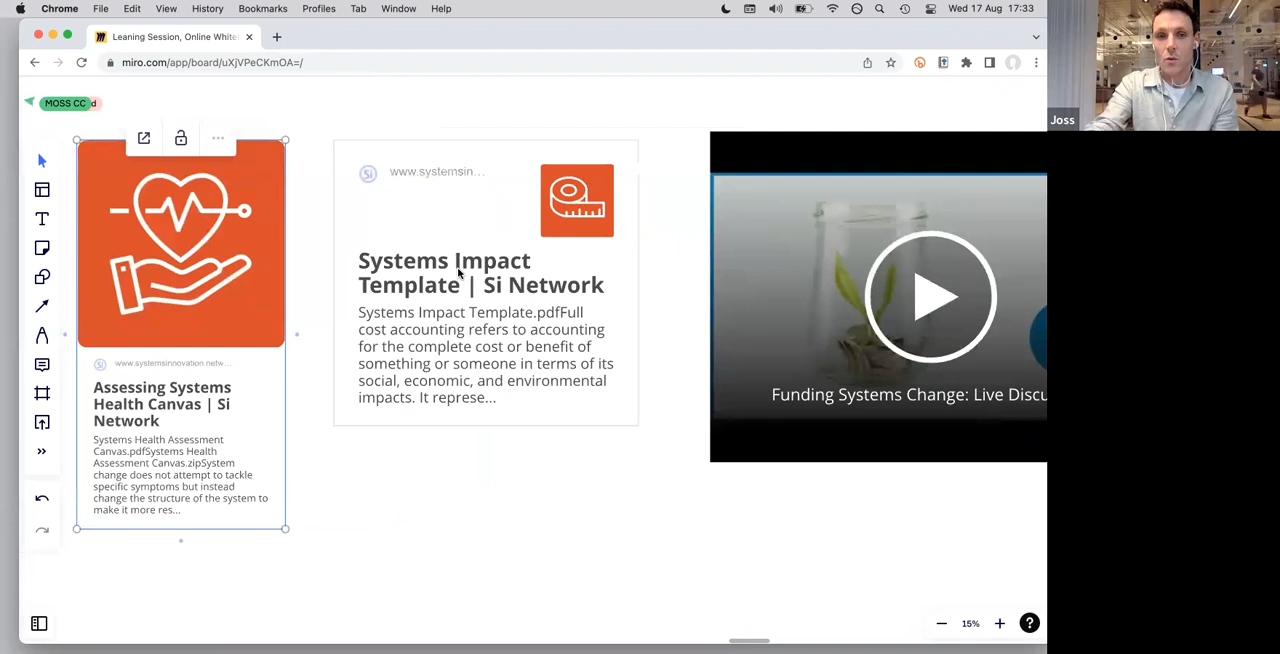 Chrome File Edit View History Bookmarks Profiles Tab Window Help Wed 17 Aug 17:33
Leaning Session, Online White
miro.com/app/board/uXjVPeCKmOA=/
MOSS CC d
Joss
www.systemsin...
Systems Impact
Template | Si Network
Systems Impact Template.pdfFull
cost accounting refers to accounting
for the complete cost or benefit of
something or someone in terms of its
social, economic, and environmental
impacts. It represe...
www.systemsinnovation.netw...
Assessing Systems
Health Canvas | Si
Network
Systems Health Assessment
Canvas.pdfSystems Health
Assessment Canvas.zipSystem
change does not attempt to tackle
specific symptoms but instead
change the structure of the system to
make it more res...
Funding Systems Change: Live Discu
15%